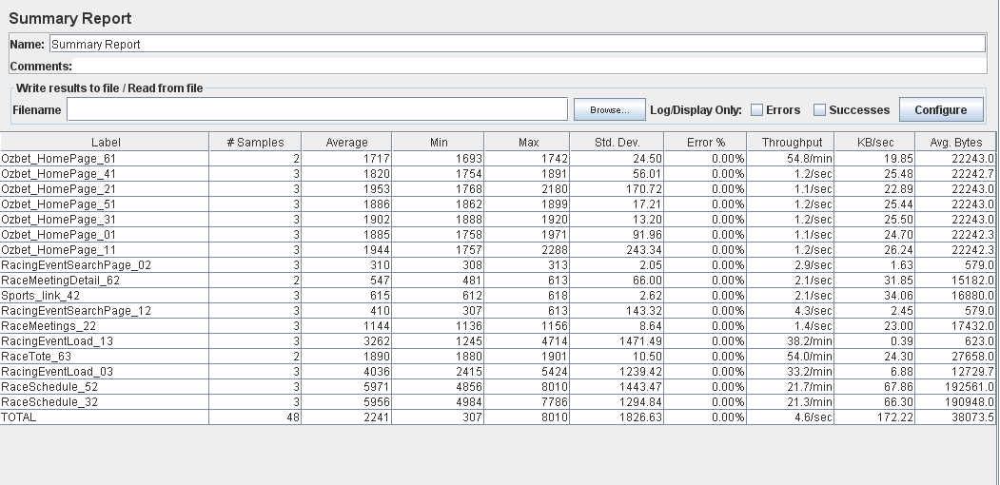 Summary Report
Name: Summary Report
Comments:
Write results to file / Read from file
Filename Browse... Log/Display Only: Errors Successes Configure
Label # Samples Average Min Max Std. Dev. Error % Throughput KB/sec Avg. Bytes
Ozbet_HomePage_61 2 1717 1693 1742 24.50 0.00% 54.8/min 19.85 22243.0
Ozbet_HomePage_41 3 1820 1754 1891 56.01 0.00% 1.2/sec 25.48 22242.7
Ozbet_HomePage_21 3 1953 1768 2180 170.72 0.00% 1.1/sec 22.89 22243.0
Ozbet_HomePage_51 3 1886 1862 1899 17.21 0.00% 1.2/sec 25.44 22243.0
Ozbet_HomePage_31 3 1902 1888 1920 13.20 0.00% 1.2/sec 25.50 22243.0
Ozbet_HomePage_01 3 1885 1758 1971 91.96 0.00% 1.1/sec 24.70 22242.3
Ozbet_HomePage_11 3 1944 1757 2288 243.34 0.00% 1.2/sec 26.24 22242.3
RacingEventSearchPage_02 3 310 308 313 2.05 0.00% 2.9/sec 1.63 579.0
RaceMeetingDetail_62 2 547 481 613 66.00 0.00% 2.1/sec 31.85 15182.0
Sports_link_42 3 615 612 618 2.62 0.00% 2.1/sec 34.06 16880.0
RacingEventSearchPage_12 3 410 307 613 143.32 0.00% 4.3/sec 2.45 579.0
RaceMeetings_22 3 1144 1136 1156 8.64 0.00% 1.4/sec 23.00 17432.0
RacingEventLoad_13 3 3262 1245 4714 1471.49 0.00% 38.2/min 0.39 623.0
RaceTote_63 2 1890 1880 1901 10.50 0.00% 54.0/min 24.30 27658.0
RacingEventLoad_03 3 4036 2415 5424 1239.42 0.00% 33.2/min 6.88 12729.7
RaceSchedule_52 3 5971 4856 8010 1443.47 0.00% 21.7/min 67.86 192561.0
RaceSchedule_32 3 5956 4984 7786 1294.84 0.00% 21.3/min 66.30 190948.0
TOTAL 48 2241 307 8010 1826.63 0.00% 4.6/sec 172.22 38073.5